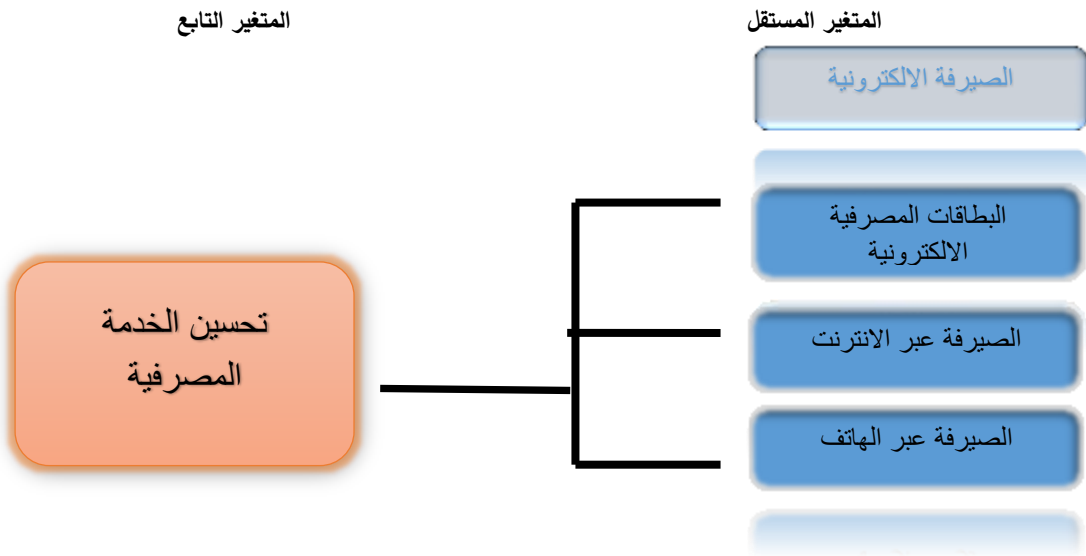 المتغير المستقل
المتغير التابع
الصيرفة الالكترونية
البطاقات المصرفية
الالكترونية
الصيرفة عبر الانترنت
الصيرفة عبر الهاتف
تحسين الخدمة
المصرفية